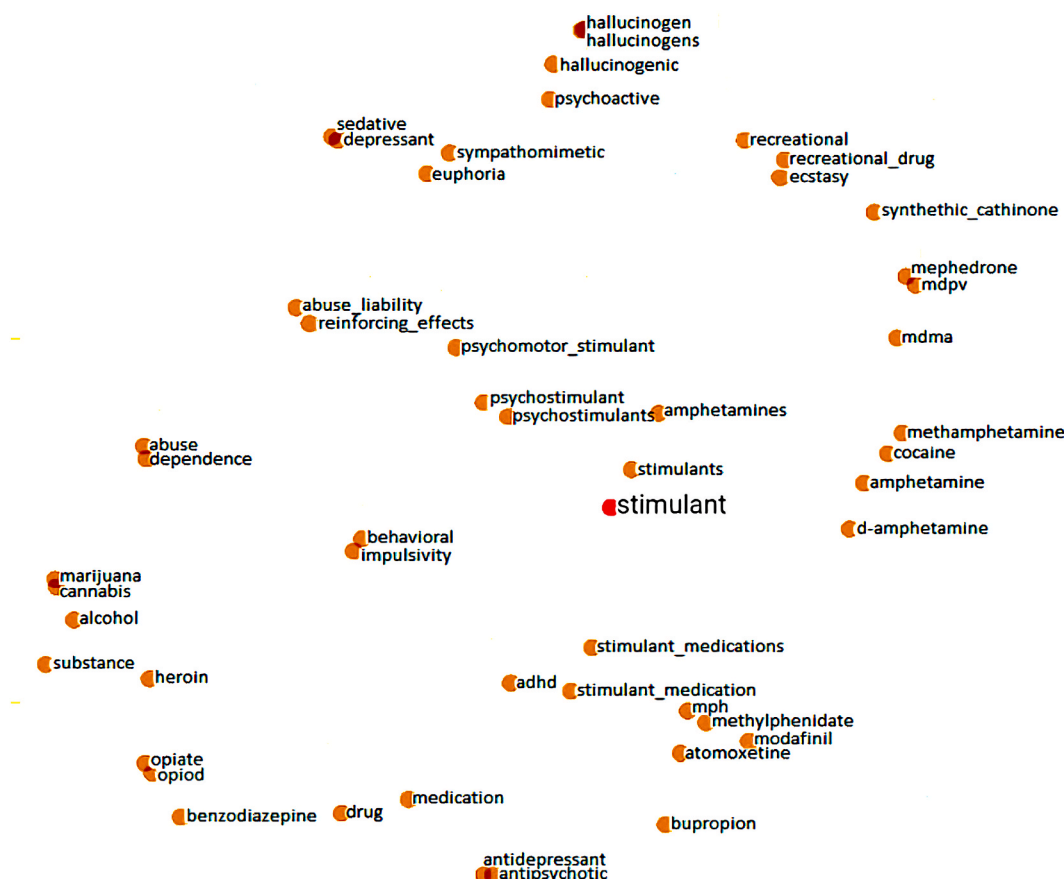 hallucinogen
hallucinogens
hallucinogenic
psychoactive
sedative
depressant
recreational
sympathomimetic
recreational_drug
euphoria
ecstasy
synthethic_cathinone
mephedrone
mdpv
abuse_liability
reinforcing_effects
mdma
psychomotor_stimulant
psychostimulant
amphetamines
psychostimulants
methamphetamine
abuse
cocaine
dependence
stimulants
amphetamine
stimulant
d-amphetamine
behavioral
impulsivity
marijuana
cannabis
alcohol
stimulant_medications
substance
heroin
adhd
stimulant_medication
mph
methylphenidate
modafinil
atomoxetine
opiate
opiod
medication
drug
benzodiazepine
bupropion
antidepressant
antipsychotic